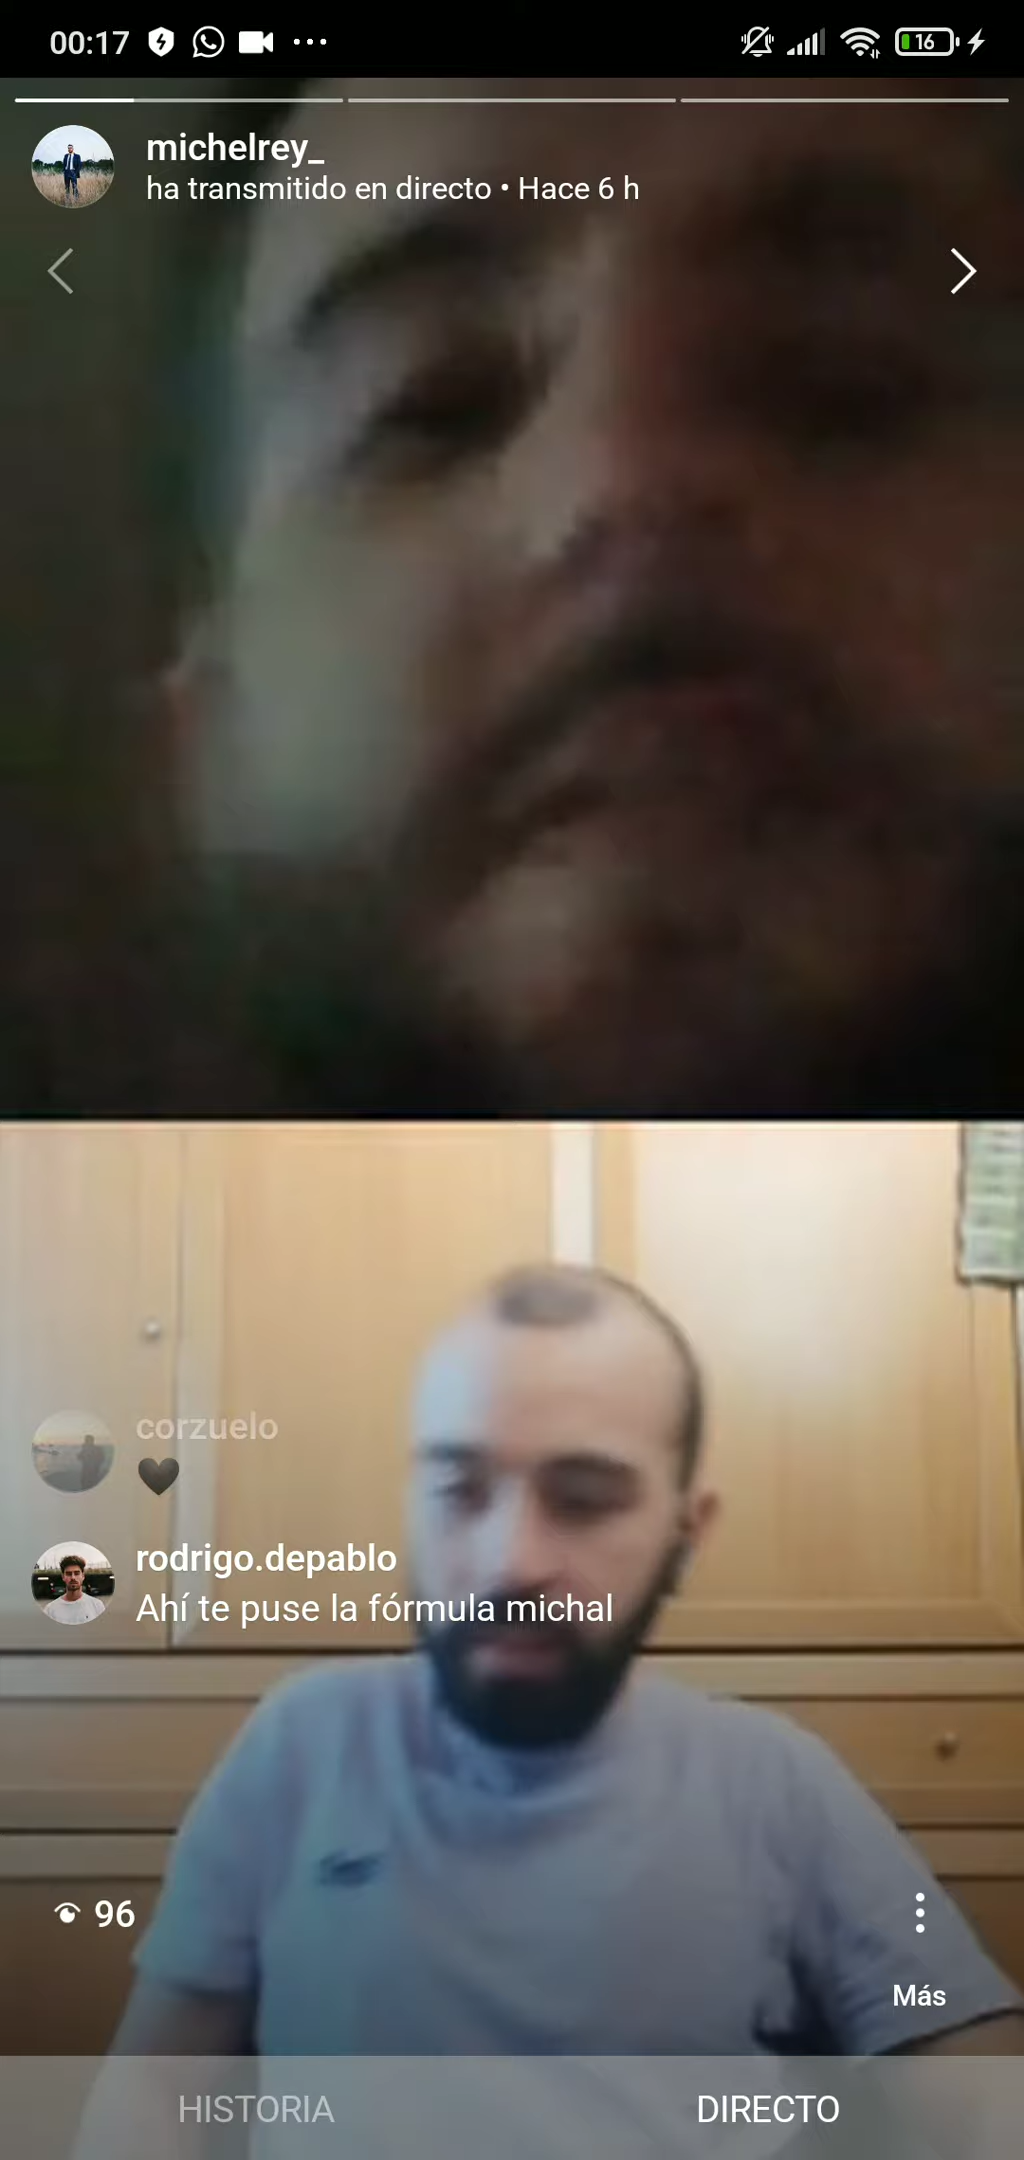 00:17
16
michelrey_
ha transmitido en directo • Hace 6 h
corzuelo
🖤
rodrigo.depablo
Ahí te puse la fórmula michal
96
Más
HISTORIA
DIRECTO